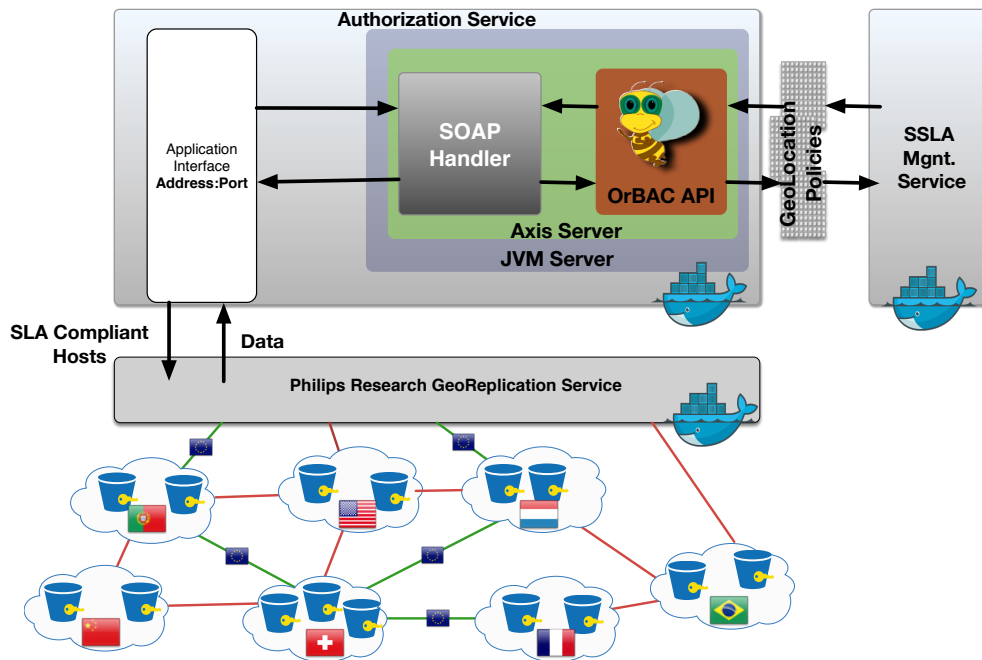 Authorization Service
Application
Interface
Address:Port
SOAP
Handler
OrBAC API
Axis Server
JVM Server
GeoLocation
Policies
SSLA
Mgnt.
Service
SLA Compliant
Hosts
Data
Philips Research GeoReplication Service